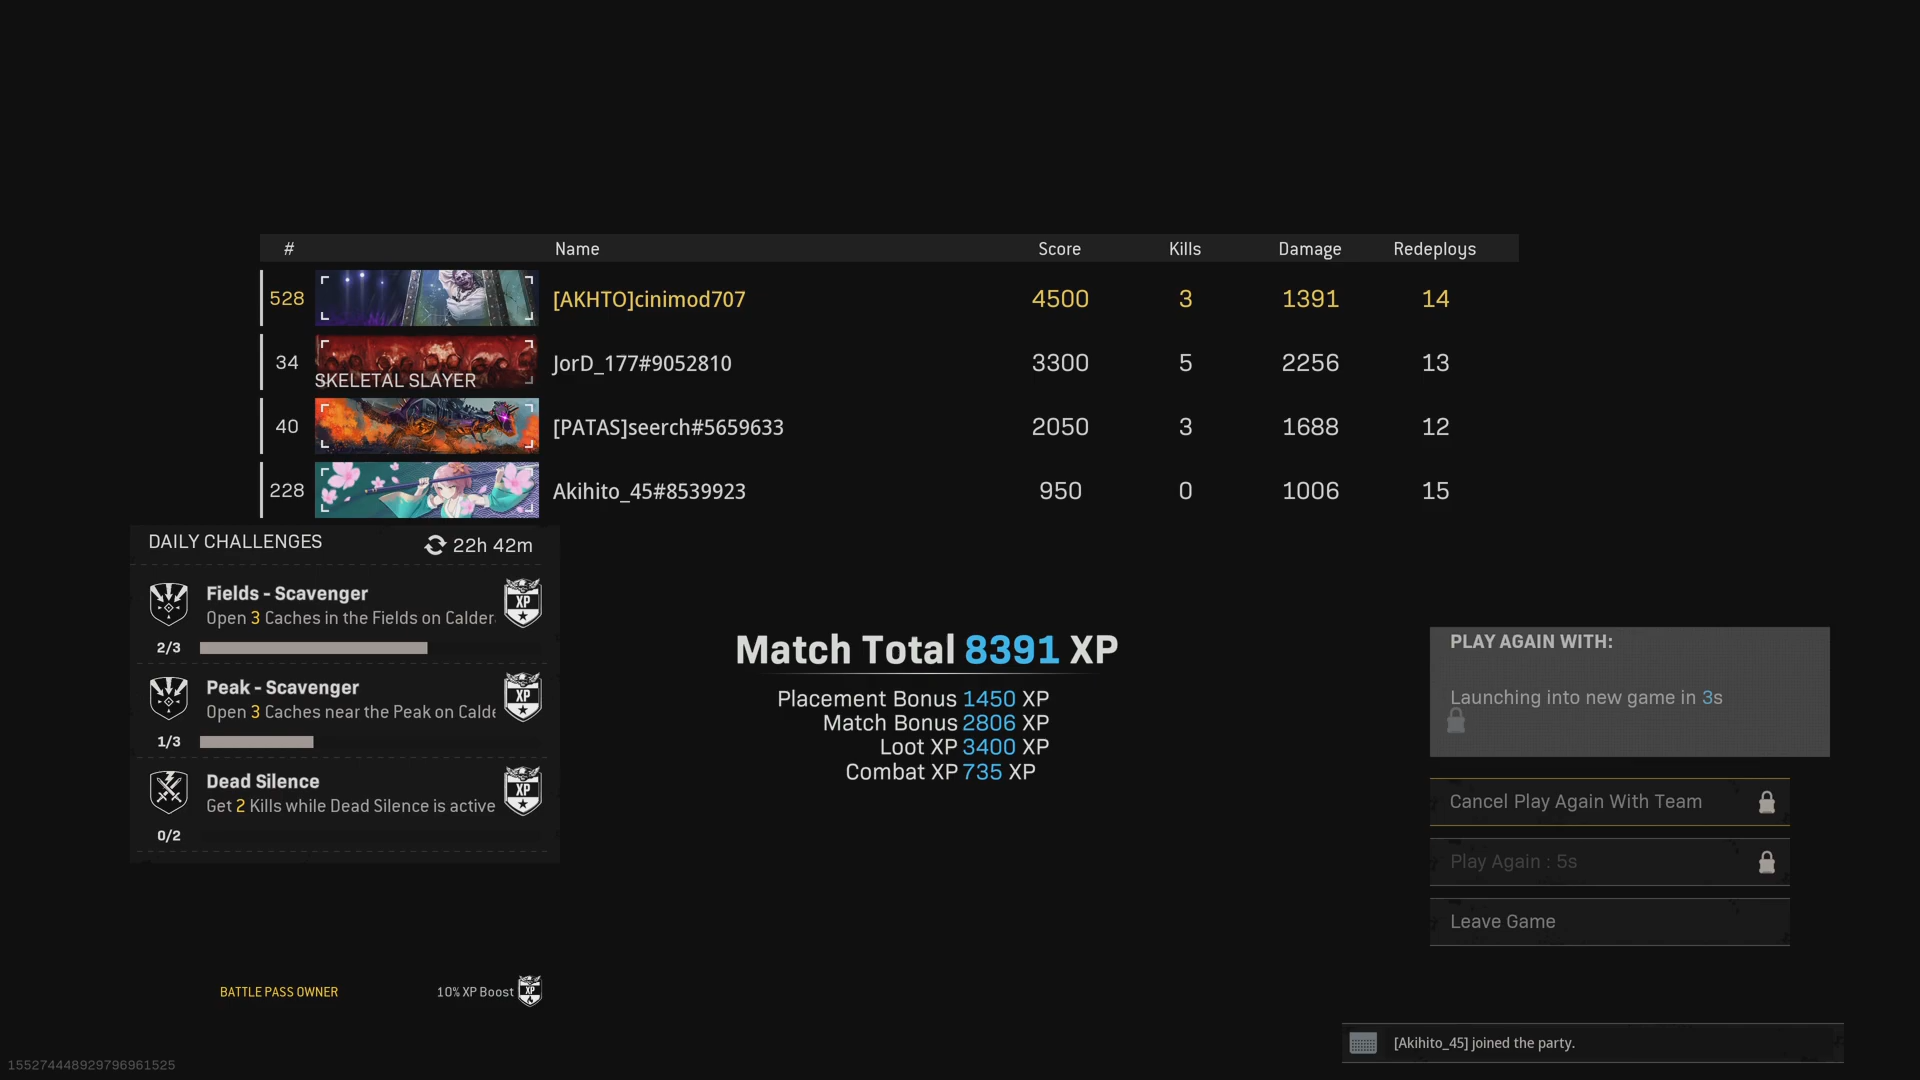 # Name Score Kills Damage Redeploys
528 [AKHTO]cinimod707 4500 3 1391 14
34 SKELETAL SLAYER JorD_177#9052810 3300 5 2256 13
40 [PATAS]seerch#5659633 2050 3 1688 12
228 Akihito_45#8539923 950 0 1006 15
DAILY CHALLENGES 22h 42m
Fields - Scavenger
Open 3 Caches in the Fields on Calder
XP
2/3
Peak - Scavenger
Open 3 Caches near the Peak on Calde
XP
1/3
Dead Silence
Get 2 Kills while Dead Silence is active
XP
0/2
BATTLE PASS OWNER 10% XP Boost XP
Match Total 8391 XP
Placement Bonus 1450 XP
Match Bonus 2806 XP
Loot XP 3400 XP
Combat XP 735 XP
PLAY AGAIN WITH:
Launching into new game in 3s
Cancel Play Again With Team
Play Again : 5s
Leave Game
[Akihito_45] joined the party.
155274448929796961525